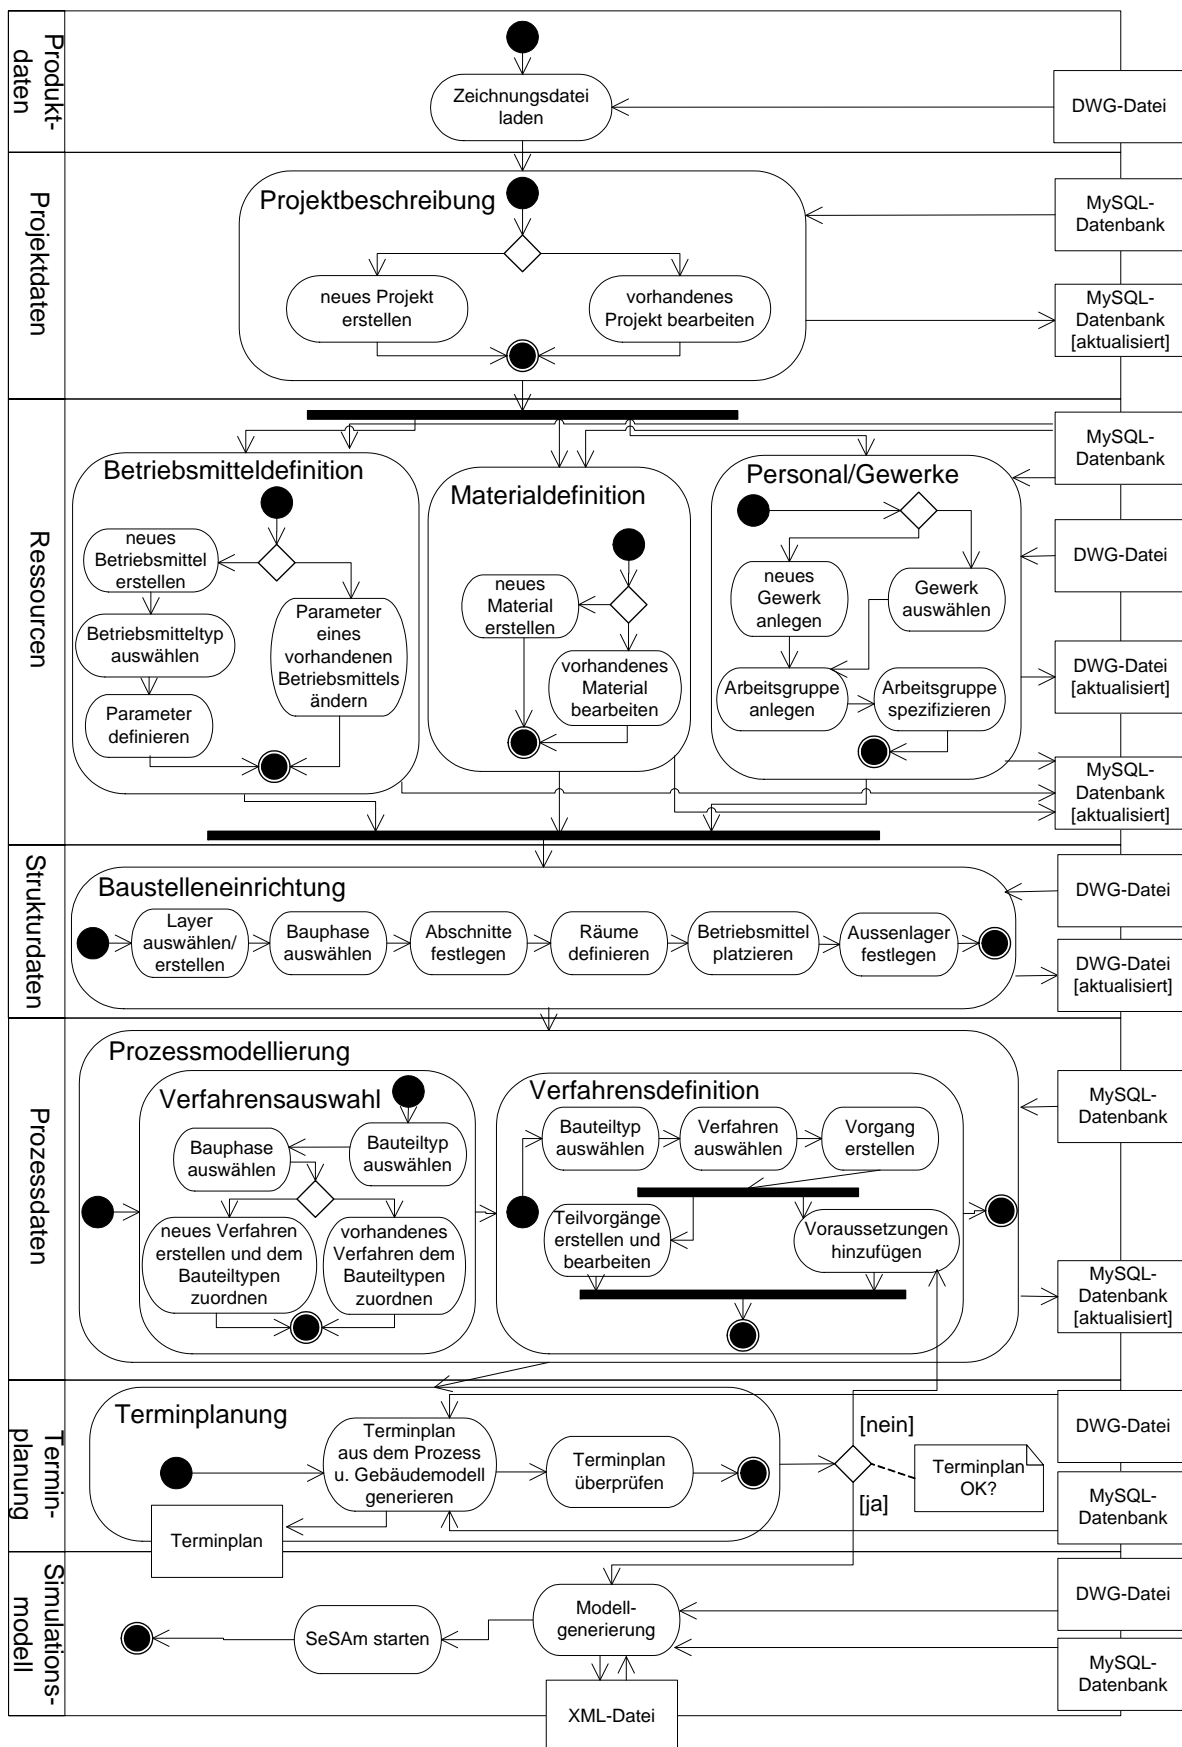 Produkt-
daten
Zeichnungsdatei
laden
DWG-Datei
Projektdaten
Projektbeschreibung
neues Projekt
erstellen
vorhandenes
Projekt bearbeiten
MySQL-
Datenbank
MySQL-
Datenbank
[aktualisiert]
Ressourcen
Betriebsmitteldefinition
neues
Betriebsmittel
erstellen
Betriebsmitteltyp
auswählen
Parameter
definieren
Parameter
eines
vorhandenen
Betriebsmittels
ändern
Materialdefinition
neues
Material
erstellen
vorhandenes
Material
bearbeiten
Personal/Gewerke
neues
Gewerk
anlegen
Gewerk
auswählen
Arbeitsgruppe
anlegen
Arbeitsgruppe
spezifizieren
MySQL-
Datenbank
DWG-Datei
DWG-Datei
[aktualisiert]
MySQL-
Datenbank
[aktualisiert]
Strukturdaten
Baustelleneinrichtung
Layer
auswählen/
erstellen
Bauphase
auswählen
Abschnitte
festlegen
Räume
definieren
Betriebsmittel
platzieren
Aussenlager
festlegen
DWG-Datei
DWG-Datei
[aktualisiert]
Prozessdaten
Prozessmodellierung
Verfahrensauswahl
Bauphase
auswählen
Bauteiltyp
auswählen
neues Verfahren
erstellen und dem
Bauteiltypen
zuordnen
vorhandenes
Verfahren dem
Bauteiltypen
zuordnen
Verfahrensdefinition
Bauteiltyp
auswählen
Verfahren
auswählen
Vorgang
erstellen
Teilvorgänge
erstellen und
bearbeiten
Voraussetzungen
hinzufügen
MySQL-
Datenbank
MySQL-
Datenbank
[aktualisiert]
Termin-
planung
Terminplanung
Terminplan
aus dem Prozess
u. Gebäudemodell
generieren
Terminplan
überprüfen
Terminplan
[nein]
[ja]
Terminplan
OK?
DWG-Datei
MySQL-
Datenbank
Simulations-
modell
SeSAm starten
Modell-
generierung
XML-Datei
DWG-Datei
MySQL-
Datenbank